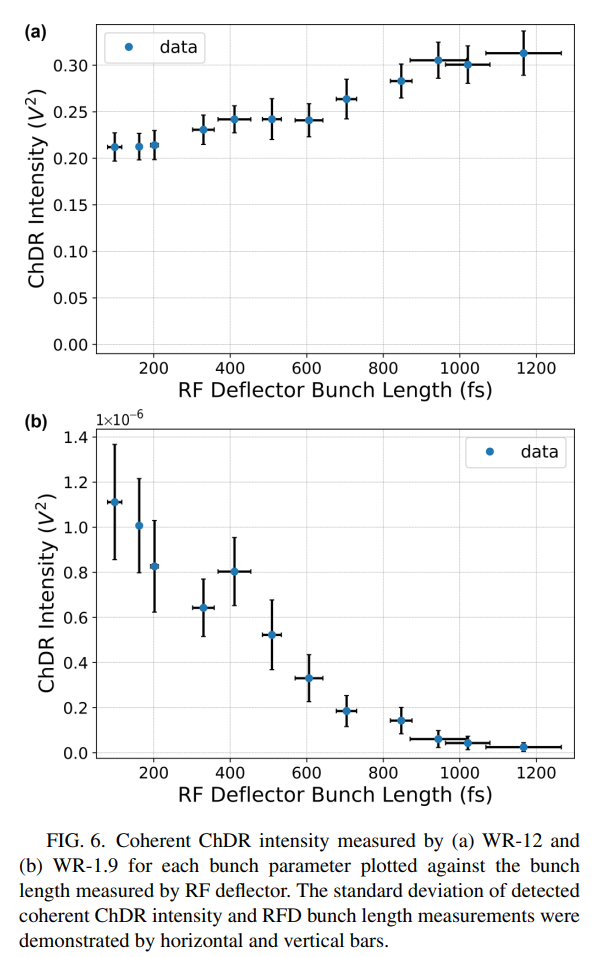 (a)
data
0.30
0.25
0.20
0.15
0.10
0.05
0.00
ChDR Intensity (V²)
200 400 600 800 1000 1200
RF Deflector Bunch Length (fs)
(b)
1×10⁻⁶
data
1.4
1.2
1.0
0.8
0.6
0.4
0.2
0.0
ChDR Intensity (V²)
200 400 600 800 1000 1200
RF Deflector Bunch Length (fs)
FIG. 6. Coherent ChDR intensity measured by (a) WR-12 and
(b) WR-1.9 for each bunch parameter plotted against the bunch
length measured by RF deflector. The standard deviation of detected
coherent ChDR intensity and RFD bunch length measurements were
demonstrated by horizontal and vertical bars.